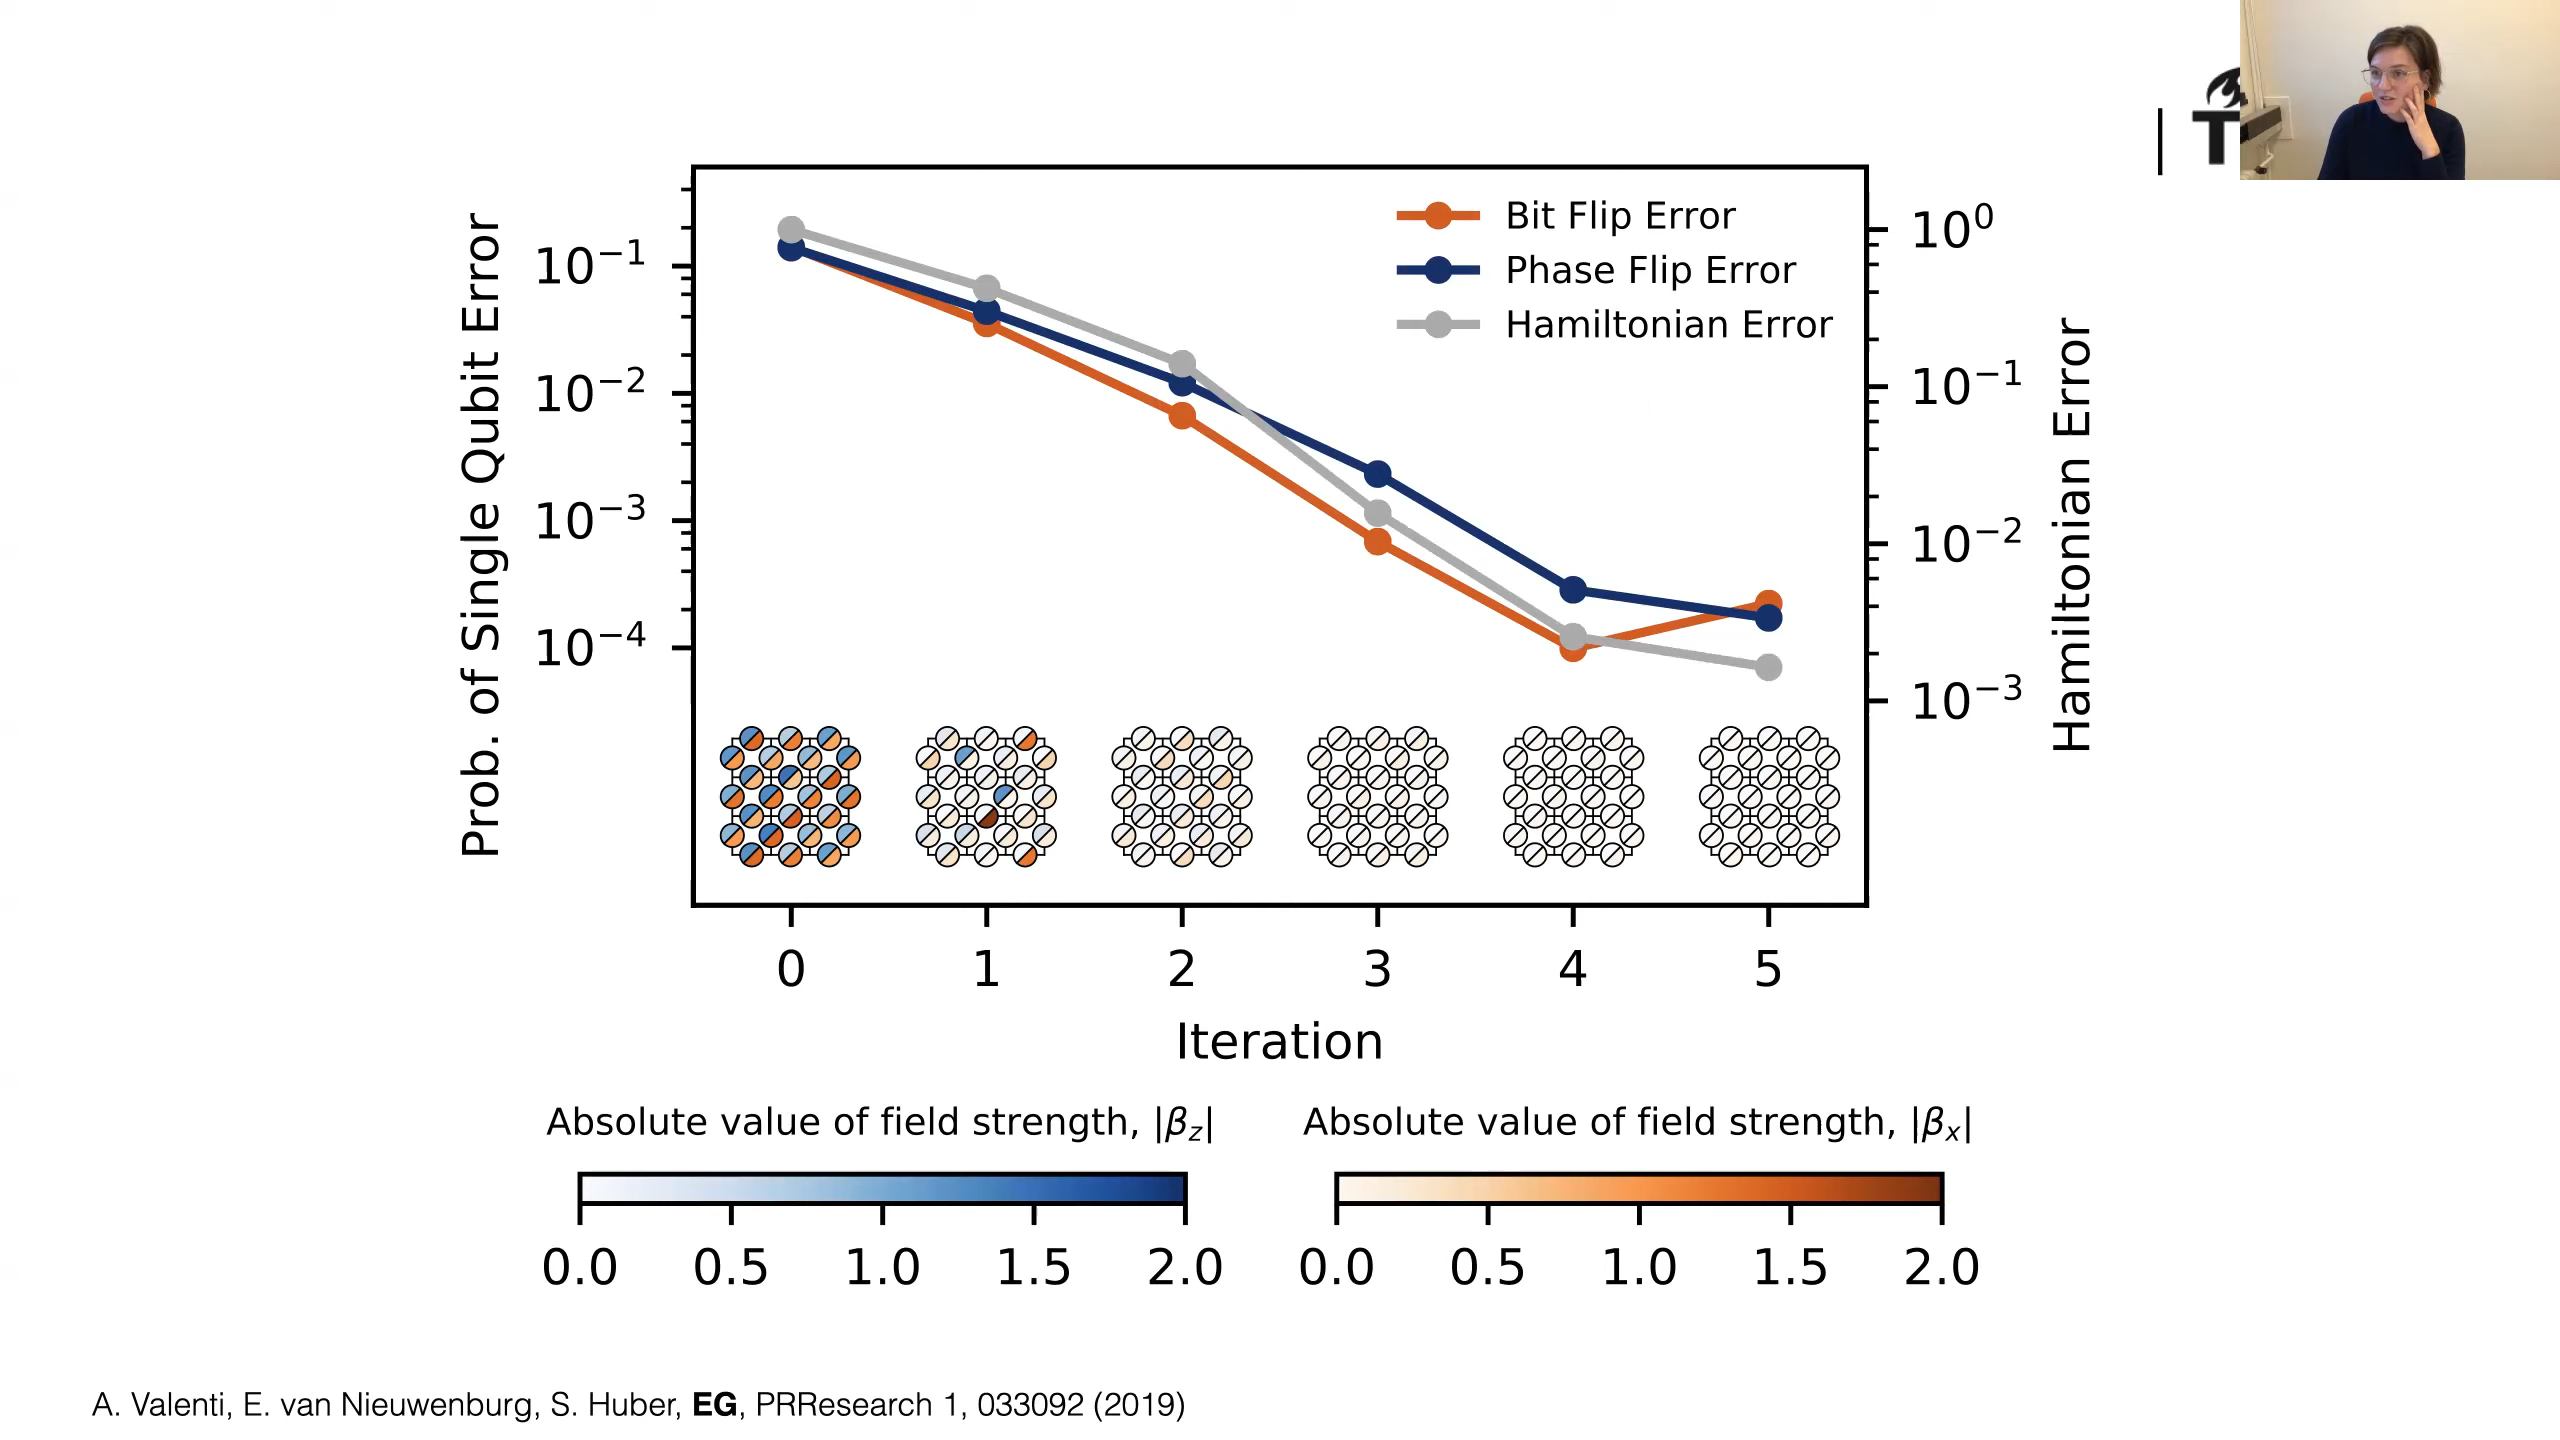 Bit Flip Error
Phase Flip Error
Hamiltonian Error
Prob. of Single Qubit Error
10⁻¹
10⁻²
10⁻³
10⁻⁴
10⁰
10⁻¹
10⁻²
10⁻³
Hamiltonian Error
0 1 2 3 4 5
Iteration
Absolute value of field strength, |β_z|
0.0 0.5 1.0 1.5 2.0
Absolute value of field strength, |β_x|
0.0 0.5 1.0 1.5 2.0
A. Valenti, E. van Nieuwenburg, S. Huber, EG, PRResearch 1, 033092 (2019)